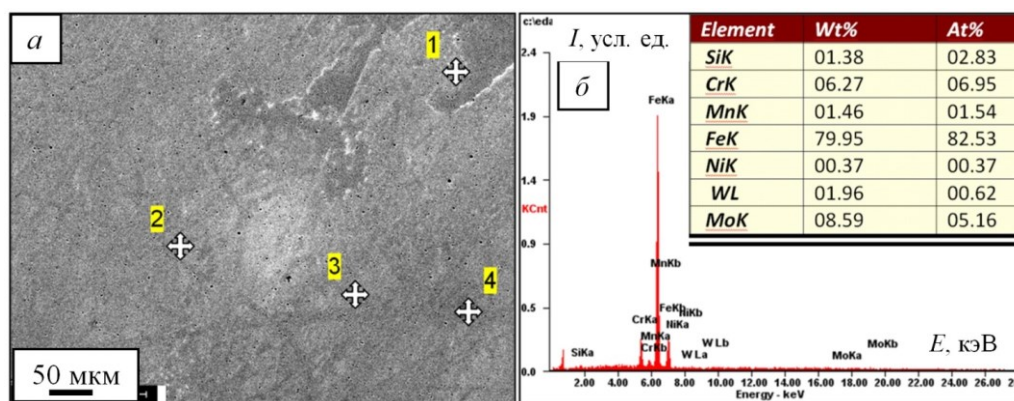 а
1
2
3
4
50 мкм
c:\eda
I, усл. ед.
б
KCnt
2.4
1.9
1.4
0.9
0.5
0.0
FeKa
MnKb
FeKb
NiKb
CrKa
NiKa
MnKa
CrKb
SiKa
W La
W Lb
MoKa
MoKb
E, кэВ
2.00 4.00 6.00 8.00 10.00 12.00 14.00 16.00 18.00 20.00 22.00 24.00 26.00
Energy - keV
Element Wt% At%
SiK 01.38 02.83
CrK 06.27 06.95
MnK 01.46 01.54
FeK 79.95 82.53
NiK 00.37 00.37
WL 01.96 00.62
MoK 08.59 05.16